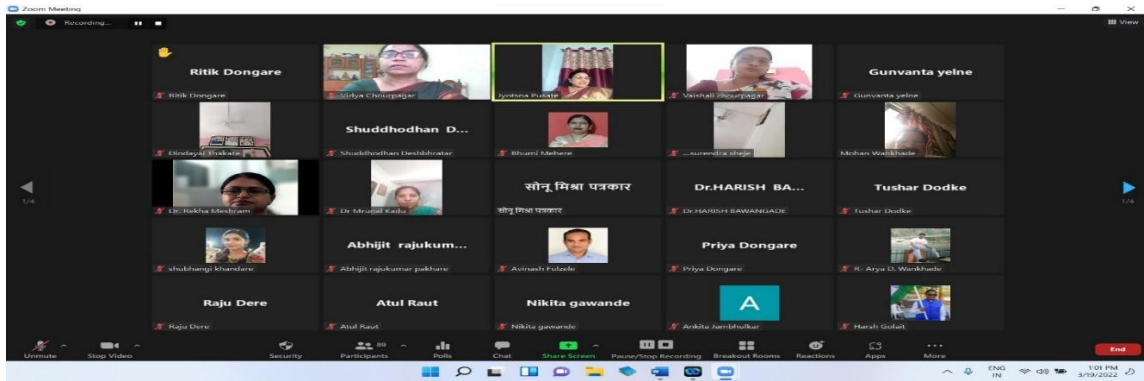 Zoom Meeting
Recording...
View
Ritik Dongare
Gunvanta yelne
Ritik Dongare
Vidya Chourpagar
Jyotsna Pusate
Vaishali chourpagar
Gunvanta yelne
Shuddhodhan D...
Dindayal Thakare
Shuddhodhan Deshbhratar
Bhumi Mehere
...surendra sheje
Mohan Wankhade
सोनू मिश्रा पत्रकार
Dr.HARISH BA...
Tushar Dodke
1/4
1/4
Dr. Rekha Meshram
Dr Mrunal Kadu
सोनू मिश्रा पत्रकार
Dr.HARISH BAWANGADE
Tushar Dodke
Abhijit rajukum...
Priya Dongare
shubhangi khandare
Abhijit rajukumar pakhare
Avinash Fulzele
Priya Dongare
R- Arya D. Wankhade
Raju Dere
Atul Raut
Nikita gawande
A
Raju Dere
Atul Raut
Nikita gawande
Ankita Jambhulkar
Harsh Golait
89
Unmute
Stop Video
Security
Participants
Polls
Chat
Share Screen
Pause/Stop Recording
Breakout Rooms
Reactions
Apps
More
End
ENG
IN
1:01 PM
3/19/2022